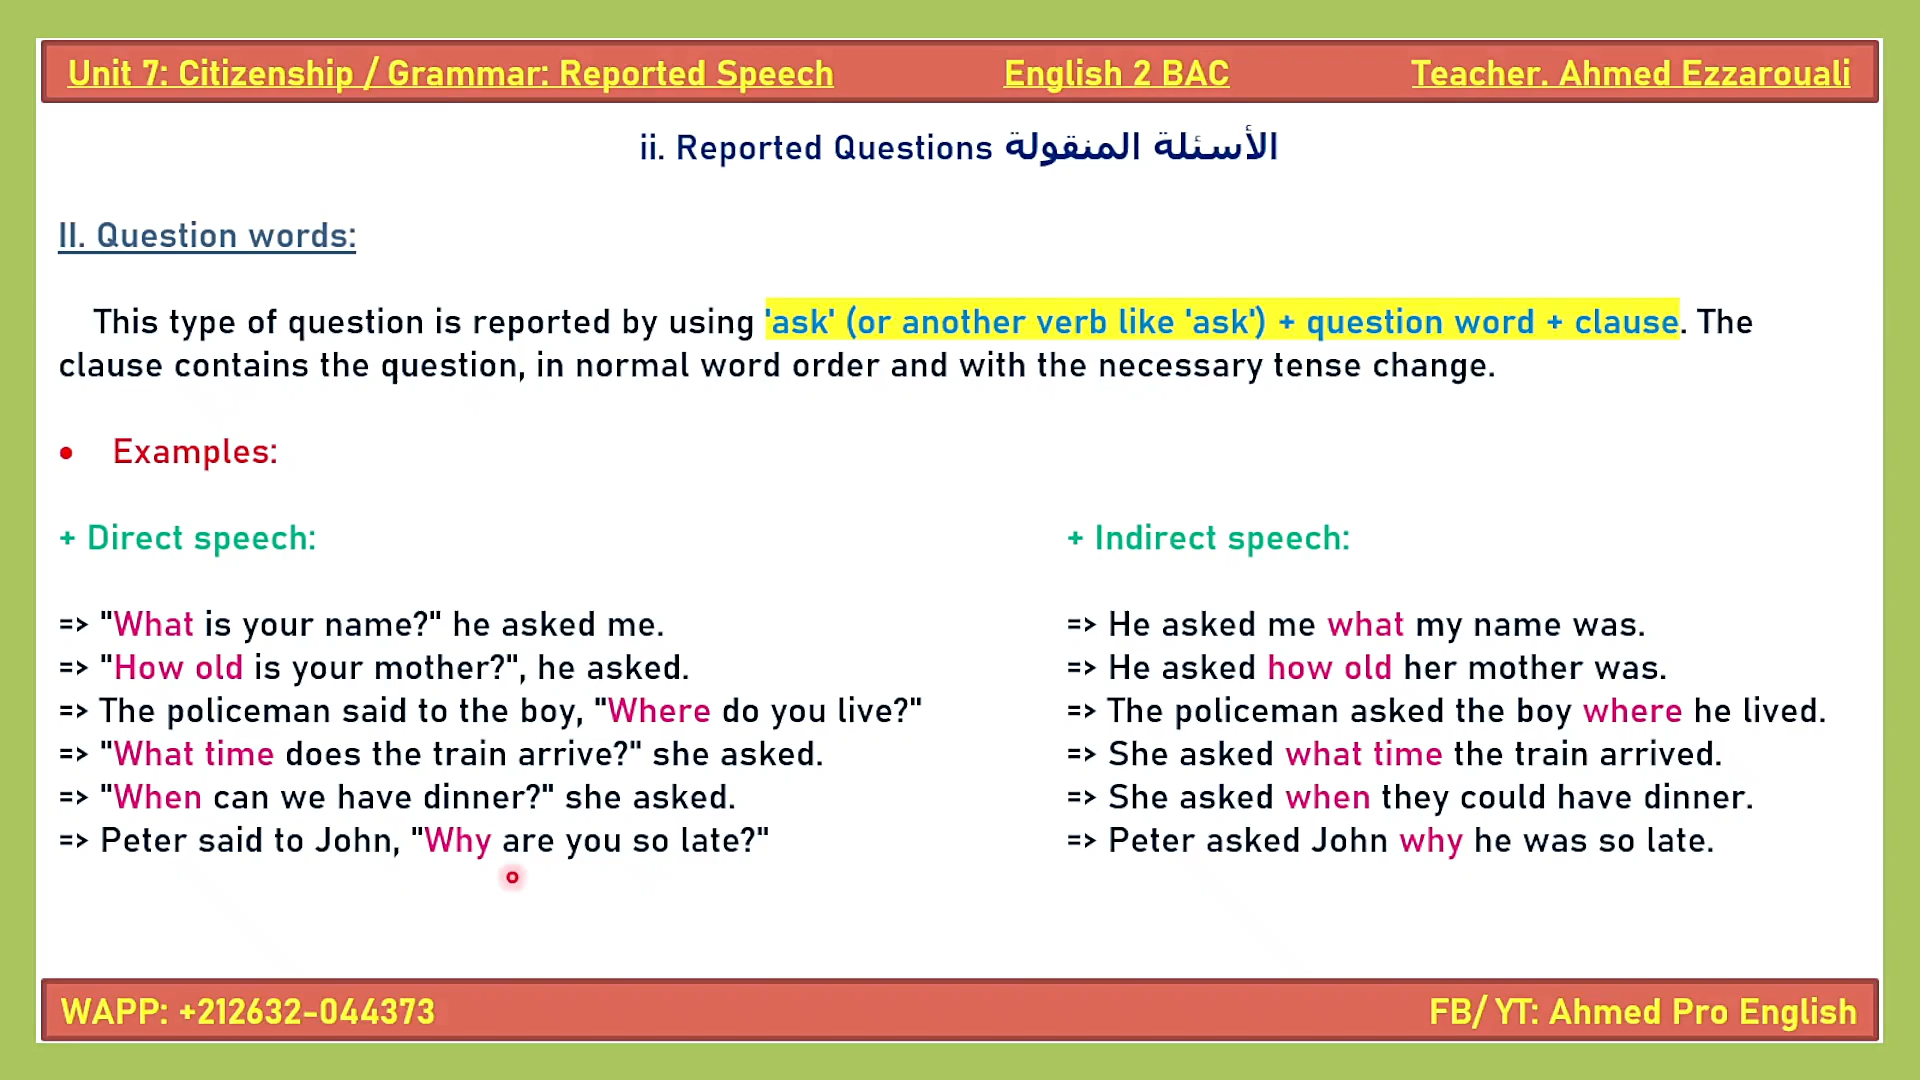 Unit 7: Citizenship / Grammar: Reported Speech English 2 BAC Teacher. Ahmed Ezzarouali
ii. Reported Questions الأسئلة المنقولة
II. Question words:
This type of question is reported by using 'ask' (or another verb like 'ask') + question word + clause. The
clause contains the question, in normal word order and with the necessary tense change.
• Examples:
+ Direct speech:
=> "What is your name?" he asked me.
=> "How old is your mother?", he asked.
=> The policeman said to the boy, "Where do you live?"
=> "What time does the train arrive?" she asked.
=> "When can we have dinner?" she asked.
=> Peter said to John, "Why are you so late?"
+ Indirect speech:
=> He asked me what my name was.
=> He asked how old her mother was.
=> The policeman asked the boy where he lived.
=> She asked what time the train arrived.
=> She asked when they could have dinner.
=> Peter asked John why he was so late.
WAPP: +212632-044373 FB/ YT: Ahmed Pro English